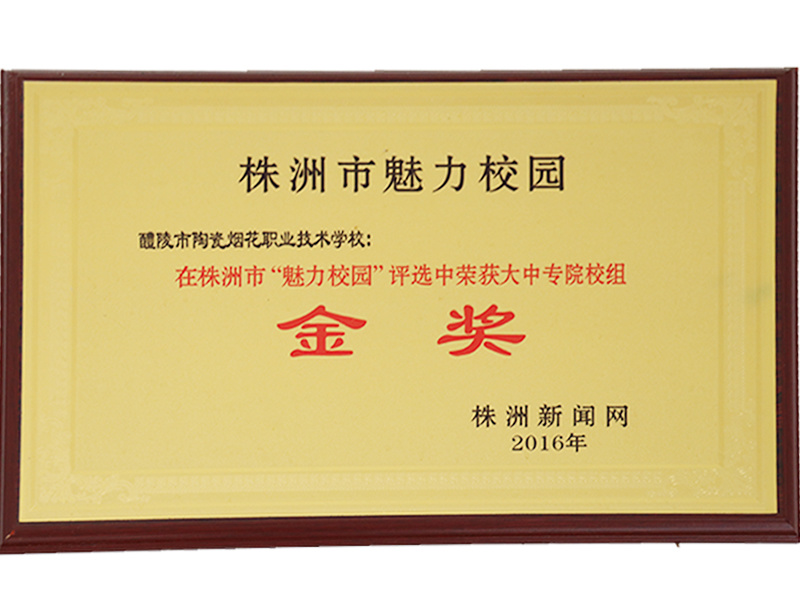 株洲市魅力校园
醴陵市陶瓷烟花职业技术学校：
在株洲市“魅力校园”评选中荣获大中专院校组
金奖
株洲新闻网
2016年